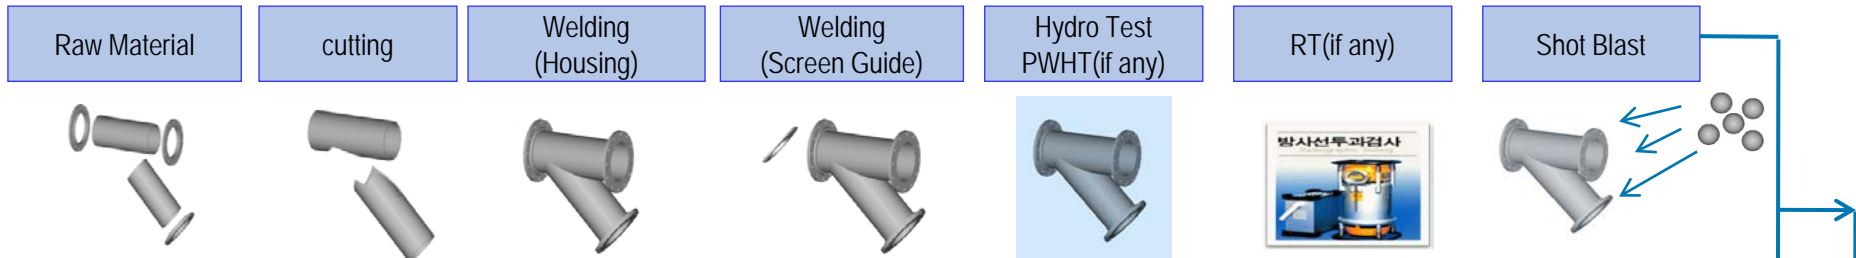 Raw Material
cutting
Welding
(Housing)
Welding
(Screen Guide)
Hydro Test
PWHT(if any)
RT(if any)
Shot Blast
방사선투과검사